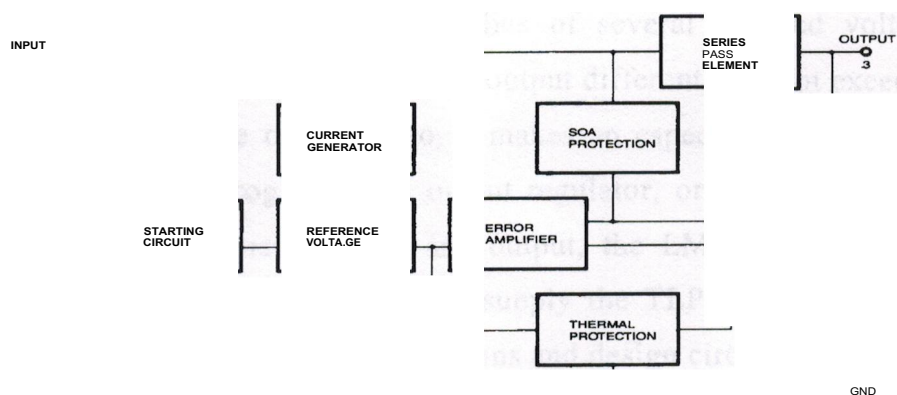 INPUT
SERIES
PASS
ELEMENT
OUTPUT
3
CURRENT
GENERATOR
SOA
PROTECTION
STARTING
CIRCUIT
REFERENCE
VOLTA.GE
ERROR
AMPLIFIER
THERMAL
PROTECTION
GND